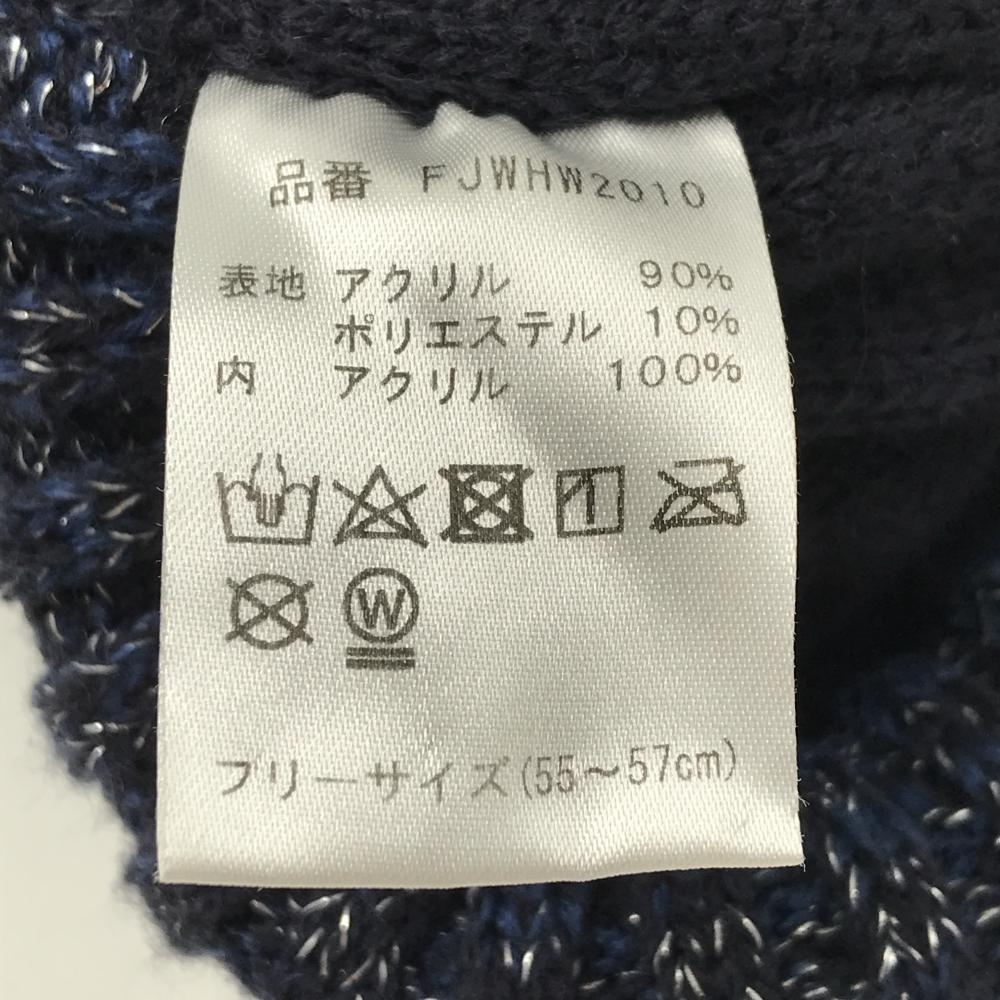 品番 FJWHW2010
表地 アクリル 90%
ポリエステル 10%
内 アクリル 100%
W
フリーサイズ(55～57cm)